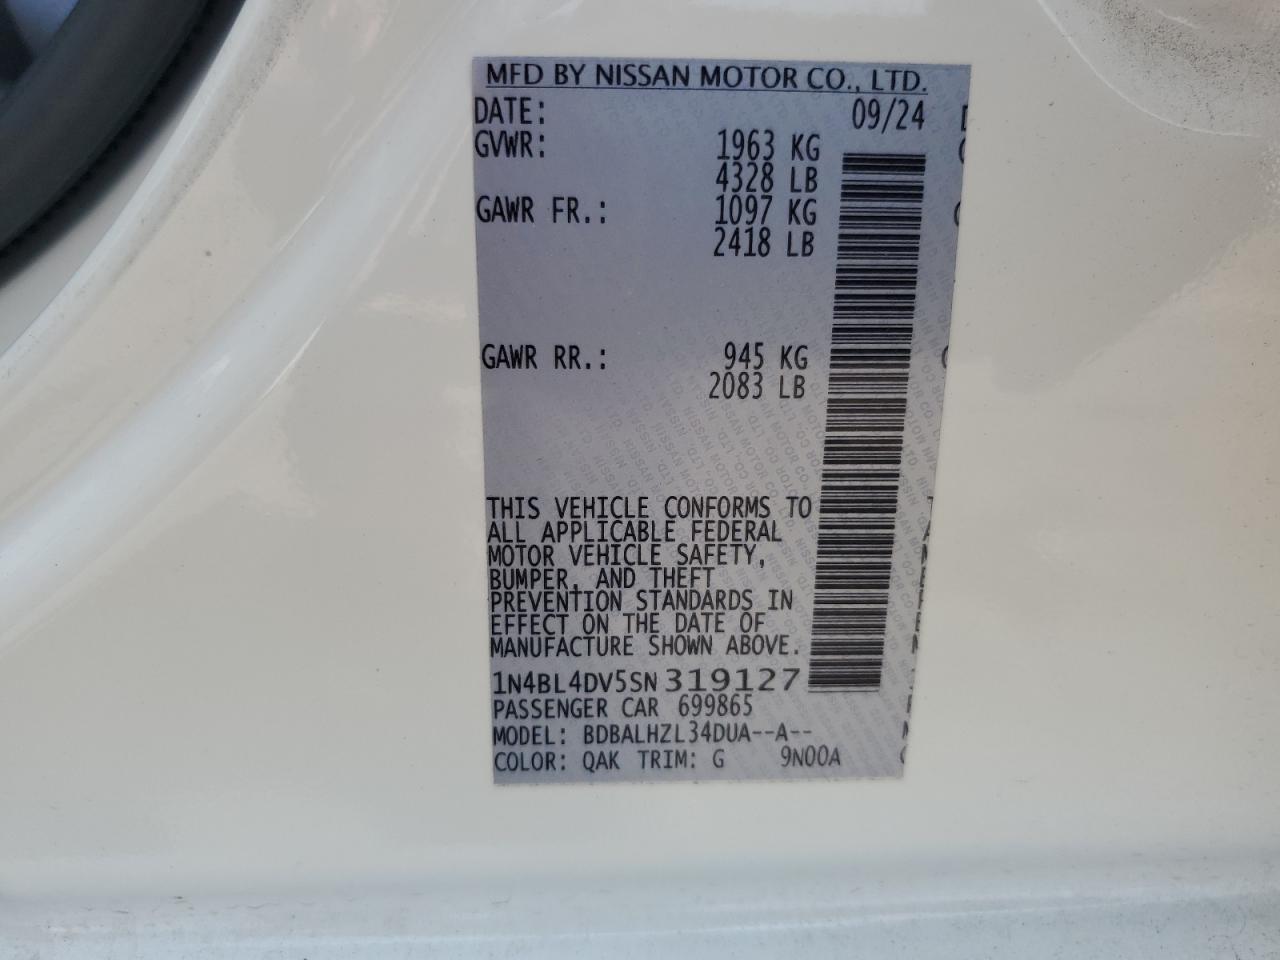 MFD BY NISSAN MOTOR CO., LTD.
DATE: 09/24
GVWR: 1963 KG
4328 LB
GAWR FR.: 1097 KG
2418 LB
GAWR RR.: 945 KG
2083 LB
THIS VEHICLE CONFORMS TO
ALL APPLICABLE FEDERAL
MOTOR VEHICLE SAFETY,
BUMPER, AND THEFT
PREVENTION STANDARDS IN
EFFECT ON THE DATE OF
MANUFACTURE SHOWN ABOVE.
1N4BL4DV5SN319127
PASSENGER CAR 699865
MODEL: BDBALHZL34DUA--A--
COLOR: QAK TRIM: G 9N00A